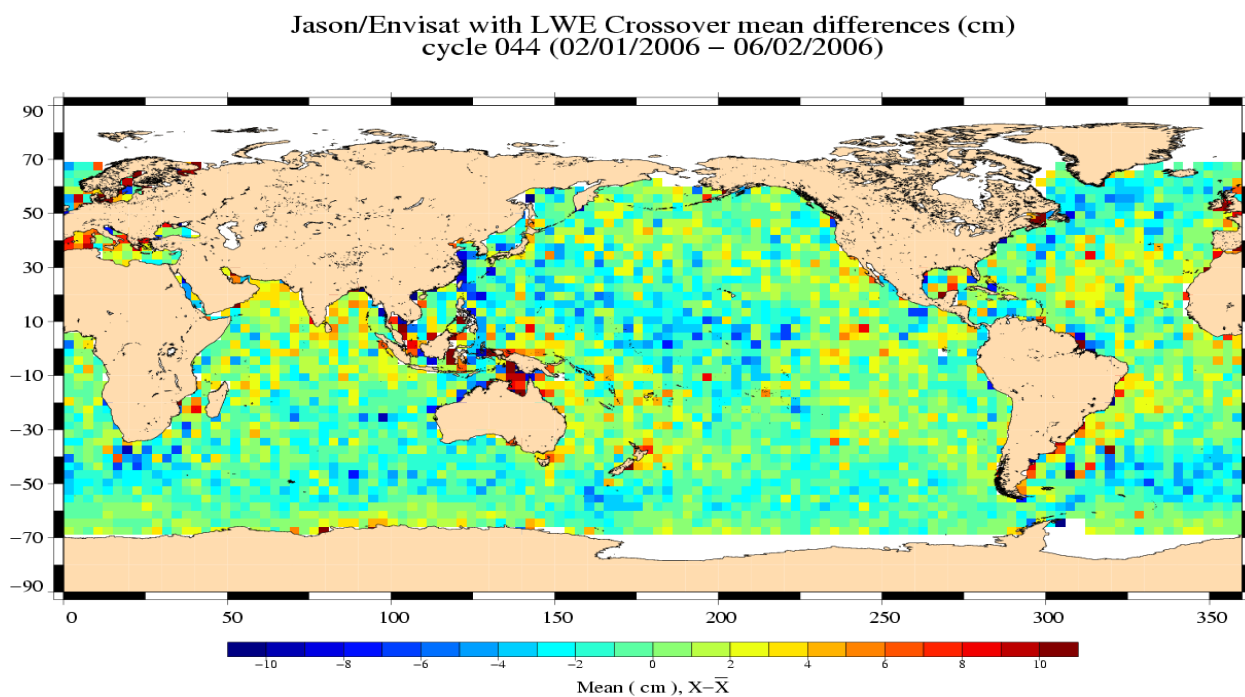 Jason/Envisat with LWE Crossover mean differences (cm)
cycle 044 (02/01/2006 − 06/02/2006)
90
70
50
30
10
−10
−30
−50
−70
−90
0 50 100 150 200 250 300 350
−10 −8 −6 −4 −2 0 2 4 6 8 10
Mean ( cm ), X−X̅